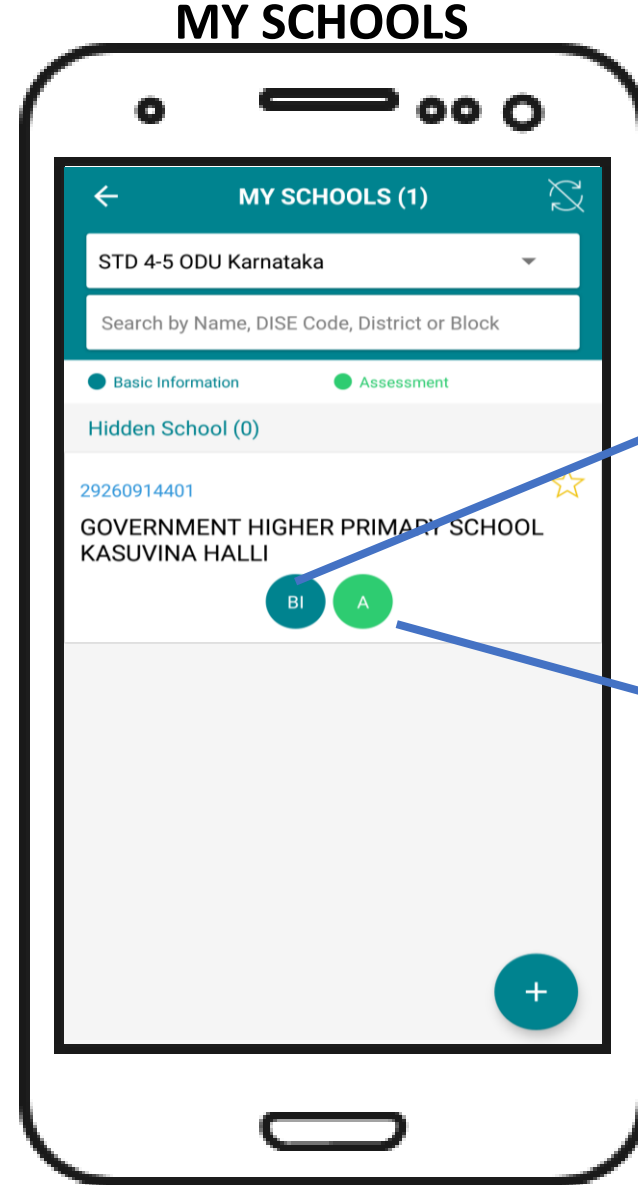 MY SCHOOLS
MY SCHOOLS (1)
STD 4-5 ODU Karnataka
Search by Name, DISE Code, District or Block
Basic Information Assessment
Hidden School (0)
29260914401
GOVERNMENT HIGHER PRIMARY SCHOOL
KASUVINA HALLI
BI A
+